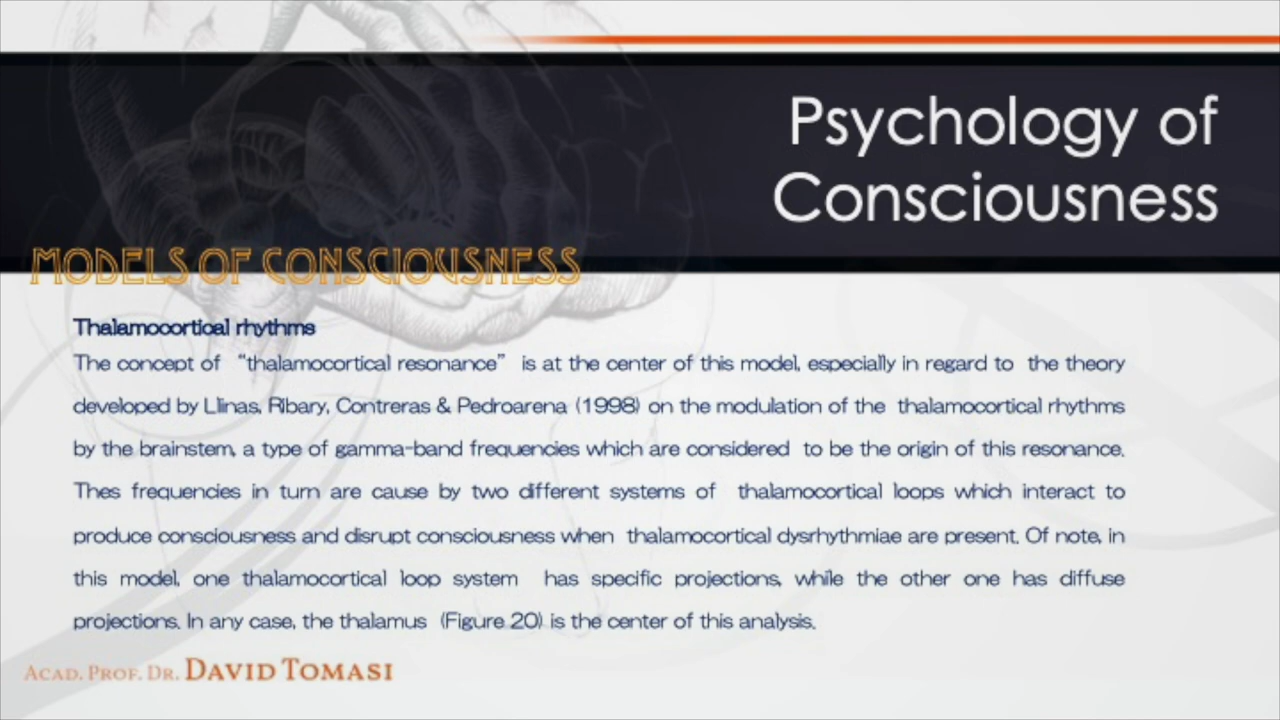 Psychology of
Consciousness
MODELS OF CONSCIOUSNESS
Thalamocortical rhythms
The concept of “thalamocortical resonance” is at the center of this model, especially in regard to the theory
developed by Llinas, Ribary, Contreras & Pedroarena (1998) on the modulation of the thalamocortical rhythms
by the brainstem, a type of gamma-band frequencies which are considered to be the origin of this resonance.
Thes frequencies in turn are cause by two different systems of thalamocortical loops which interact to
produce consciousness and disrupt consciousness when thalamocortical dysrhythmiae are present. Of note, in
this model, one thalamocortical loop system has specific projections, while the other one has diffuse
projections. In any case, the thalamus (Figure 20) is the center of this analysis.
ACAD. PROF. DR. DAVID TOMASI